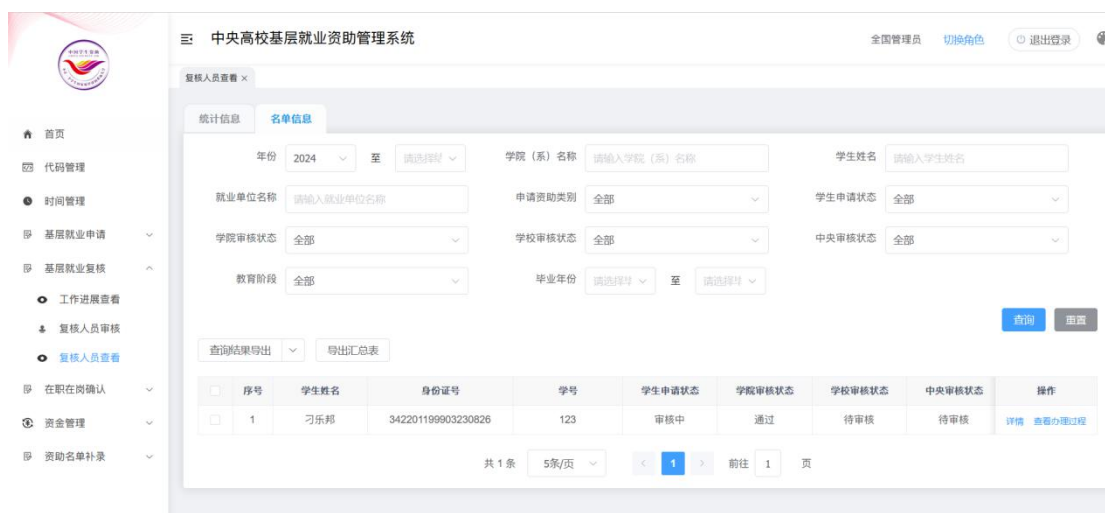 中央高校基层就业资助管理系统
全国管理员 切换角色 退出登录
复核人员查看 ×
统计信息 名单信息
首页
代码管理
时间管理
基层就业申请
基层就业复核
工作进展查看
复核人员审核
复核人员查看
在职在岗确认
资金管理
资助名单补录
年份 2024 至 学院（系）名称 请输入学院（系）名称 学生姓名 请输入学生姓名
就业单位名称 请输入就业单位名称 申请资助类别 全部 学生申请状态 全部
学院审核状态 全部 学校审核状态 全部 中央审核状态 全部
教育阶段 全部 毕业年份 至
查询 重置
查询结果导出 导出汇总表
序号 学生姓名 身份证号 学号 学生申请状态 学院审核状态 学校审核状态 中央审核状态 操作
1 刁乐邦 342201199903230826 123 审核中 通过 待审核 待审核 详情 查看办理过程
共 1 条 5条/页 1 前往 1 页